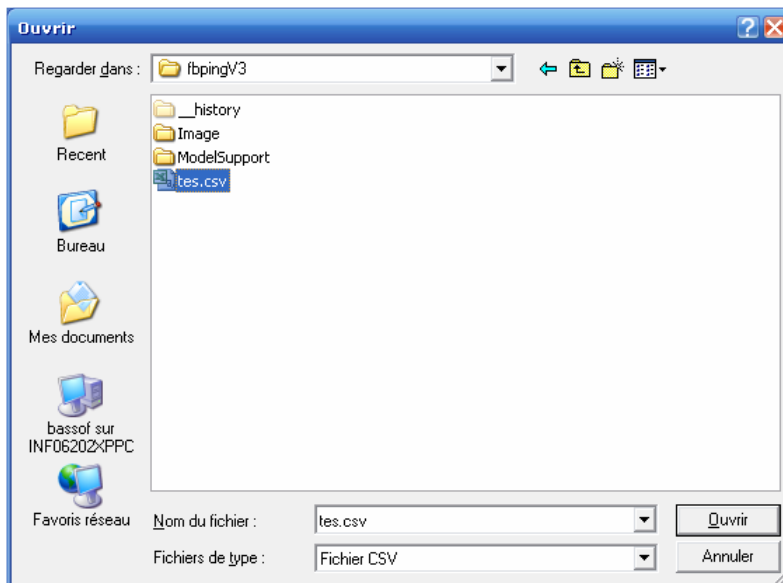 Ouvrir
Regarder dans : fbpingV3
__history
Image
ModelSupport
tes.csv
Recent
Bureau
Mes documents
bassof sur
INF06202XPPC
Favoris réseau
Nom du fichier : tes.csv Ouvrir
Fichiers de type : Fichier CSV Annuler